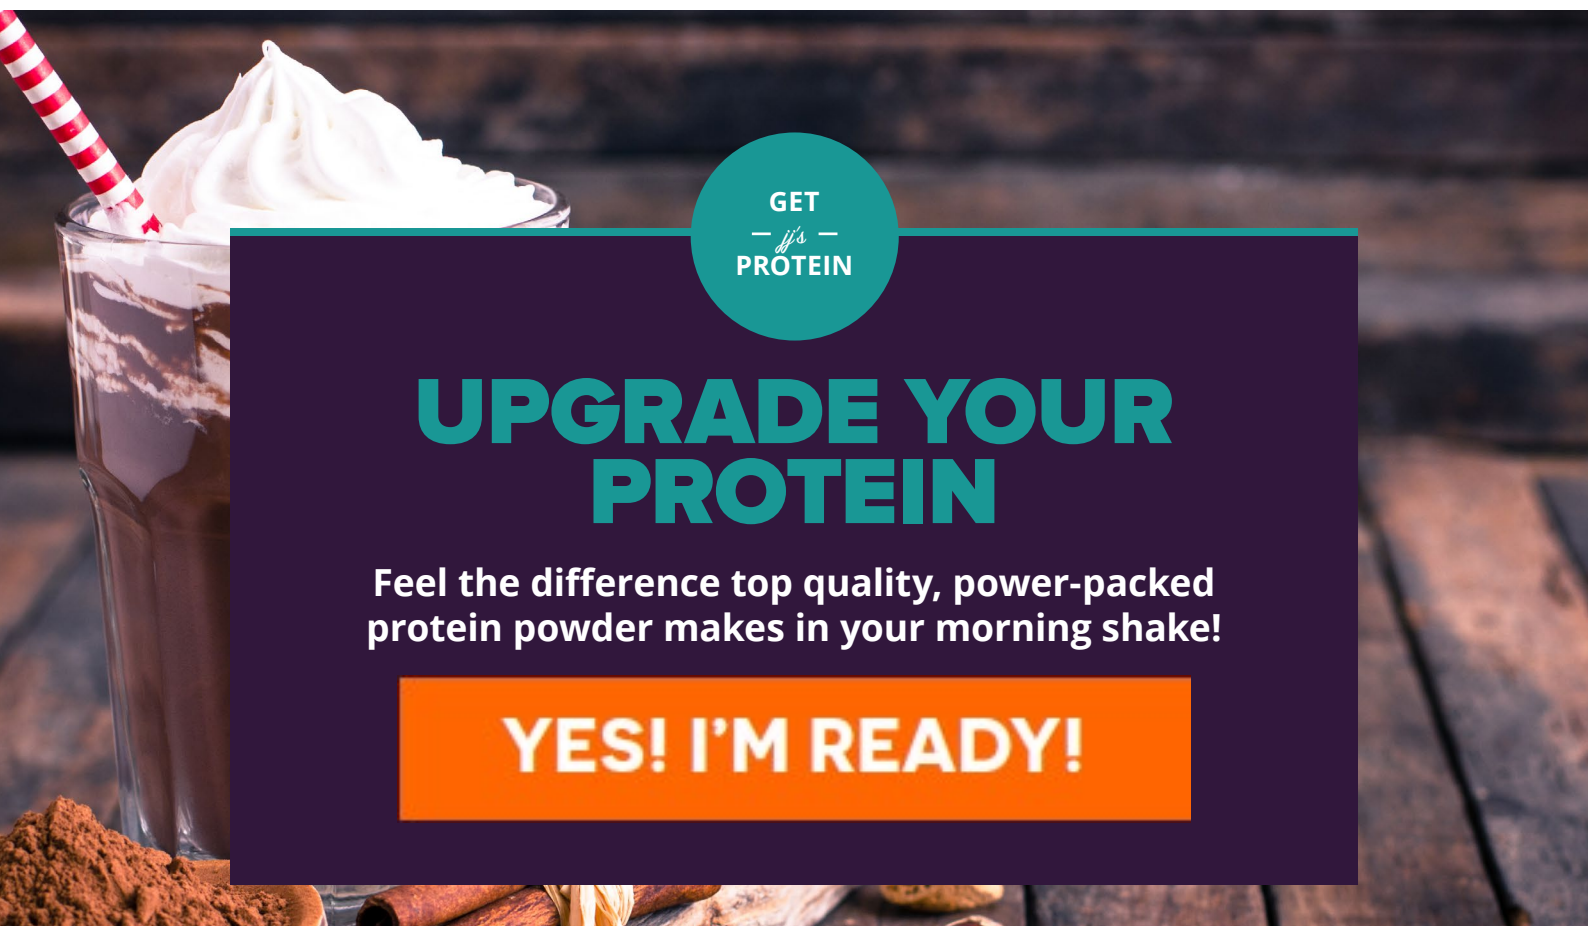 GET
– jj's –
PROTEIN
UPGRADE YOUR
PROTEIN
Feel the difference top quality, power-packed
protein powder makes in your morning shake!
YES! I'M READY!